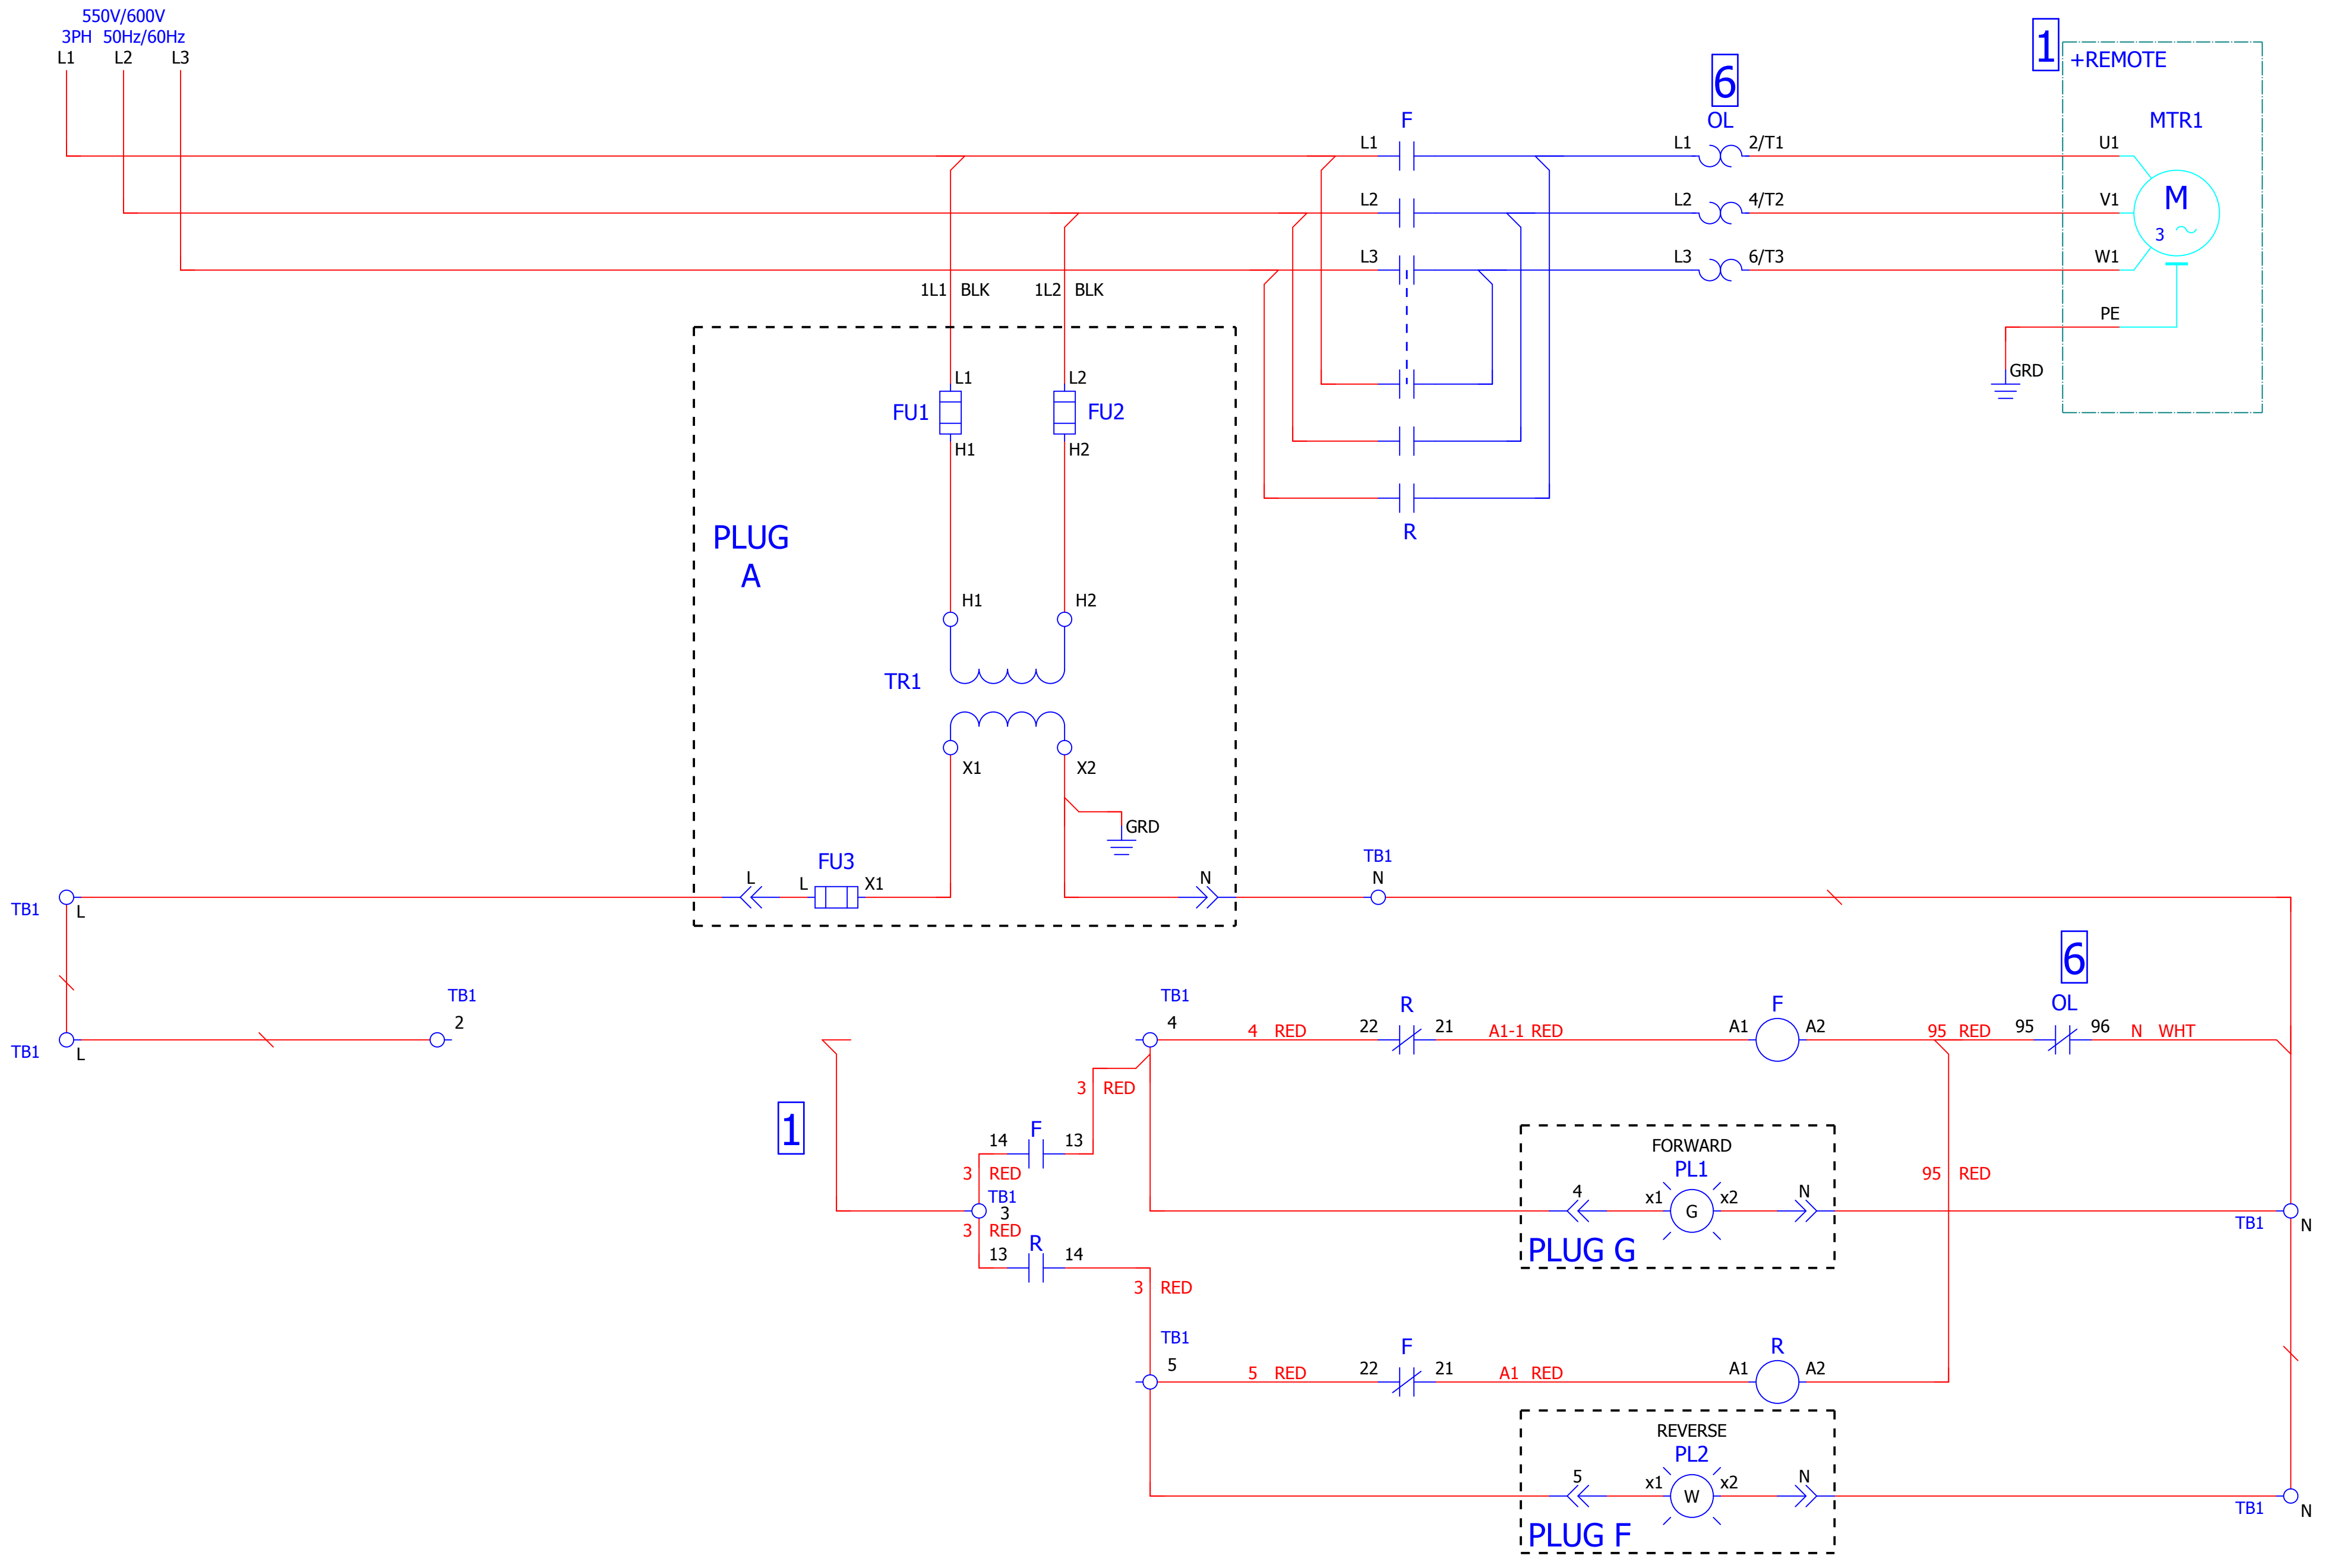 550V/600V
3PH 50Hz/60Hz
L1 L2 L3
1
+REMOTE
6
F
OL
MTR1
L1
L1
2/T1
U1
L2
L2
4/T2
V1
M
3
L3
L3
6/T3
W1
1L1 BLK
1L2 BLK
PE
GRD
L1
L2
FU1
FU2
H1
H2
PLUG
A
R
H1
H2
TR1
X1
X2
GRD
FU3
L
L
X1
N
TB1
N
TB1
L
6
TB1
2
TB1
4
R
F
OL
4 RED
22
21
A1-1 RED
A1
A2
95 RED
95
96
N WHT
TB1
L
3 RED
1
F
14
13
FORWARD
PL1
3 RED
95 RED
TB1
3
4
x1
x2
N
G
TB1
N
3 RED
R
13
14
PLUG G
3 RED
TB1
5
F
R
5 RED
22
21
A1 RED
A1
A2
REVERSE
PL2
5
x1
x2
N
W
TB1
N
PLUG F